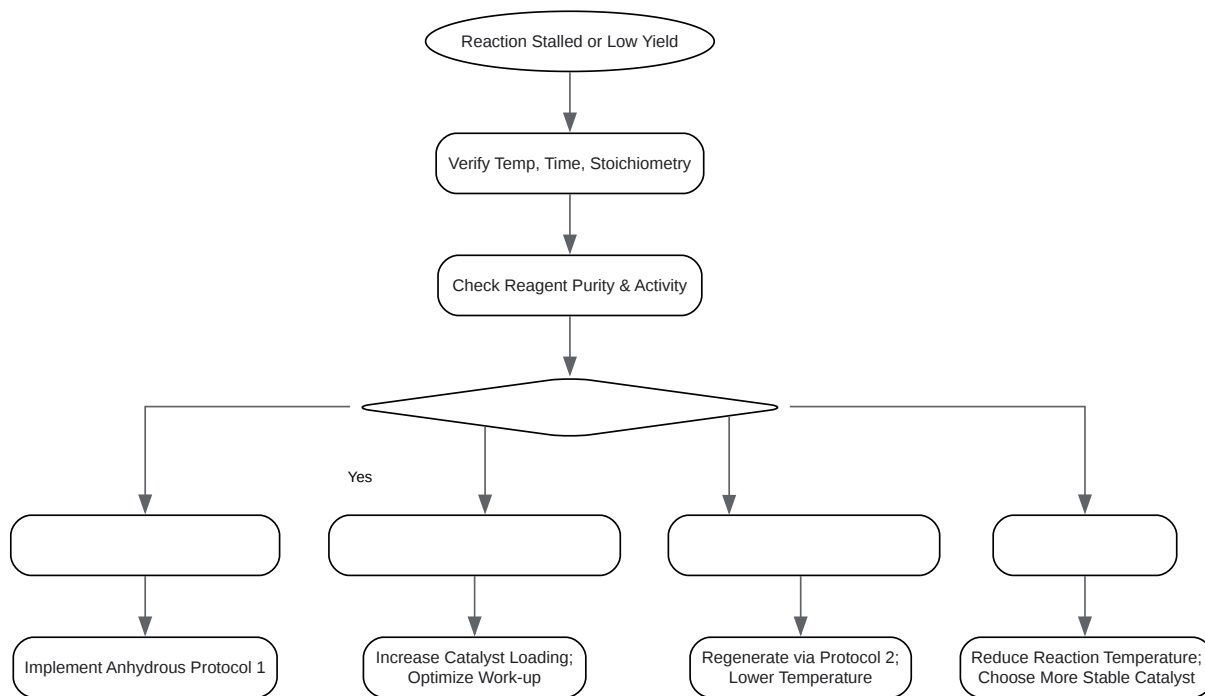 Reaction Stalled or Low Yield
Verify Temp, Time, Stoichiometry
Check Reagent Purity & Activity
Yes
Implement Anhydrous Protocol 1
Increase Catalyst Loading;
Optimize Work-up
Regenerate via Protocol 2;
Lower Temperature
Reduce Reaction Temperature;
Choose More Stable Catalyst